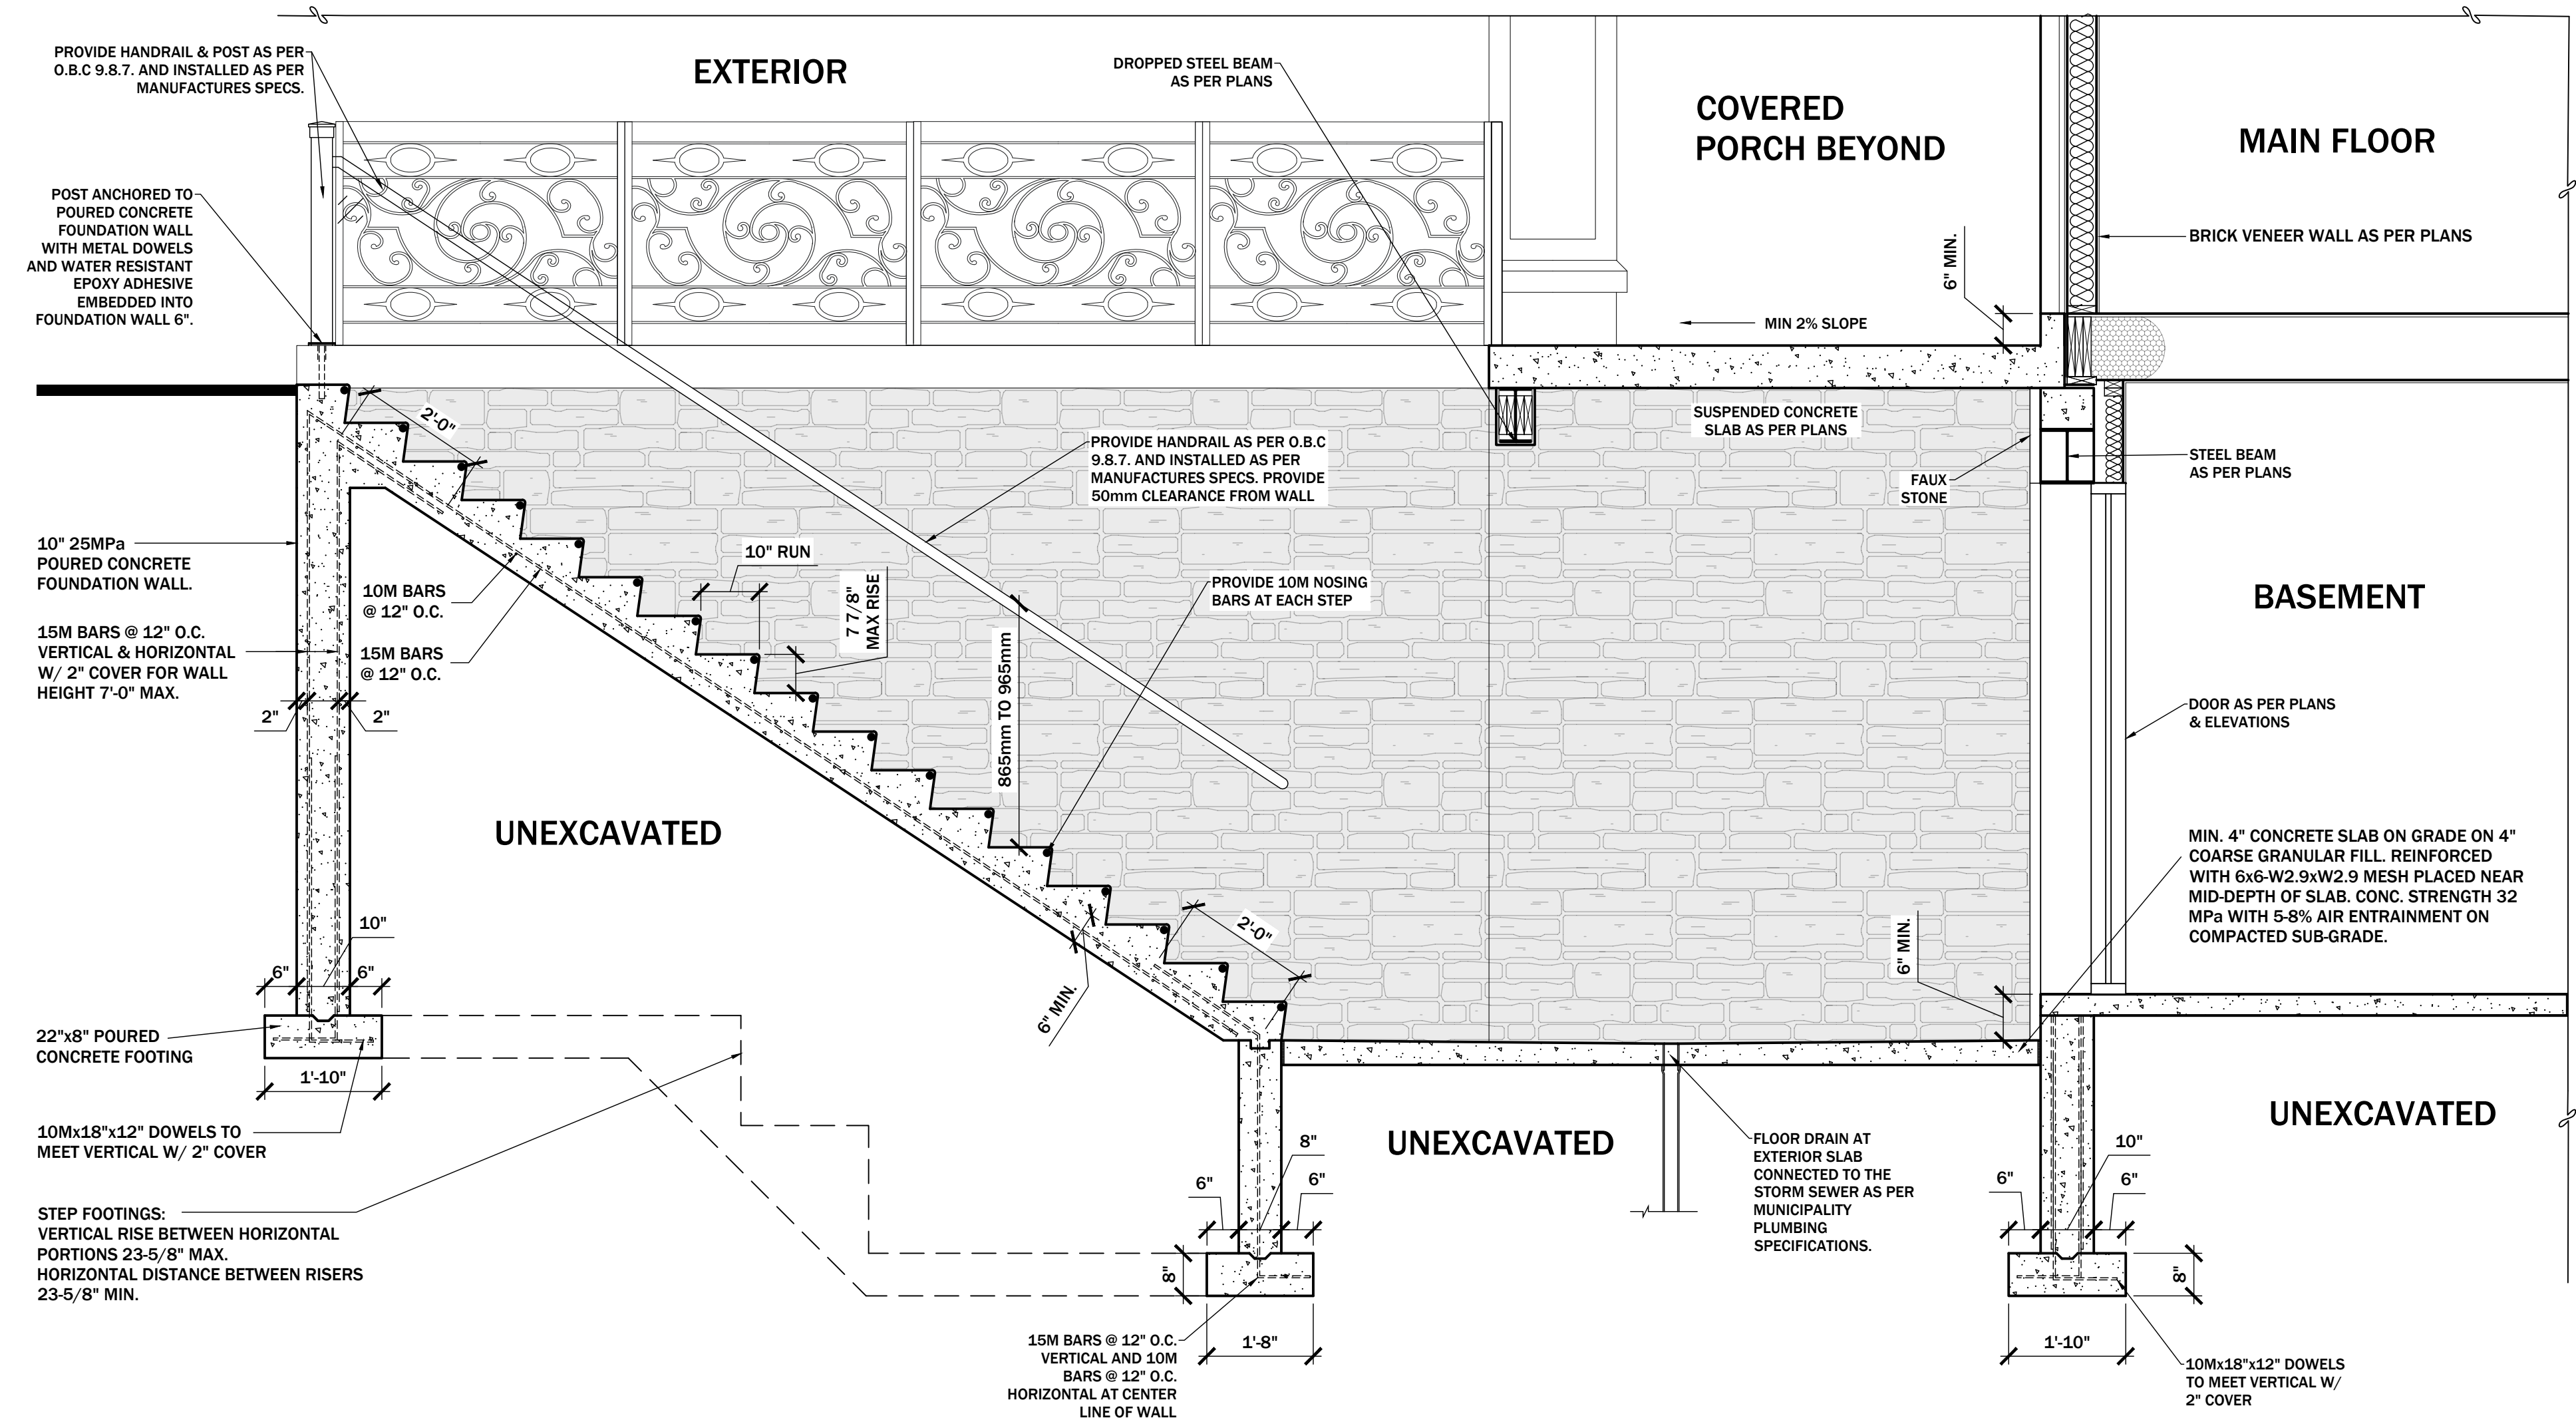 PROVIDE HANDRAIL & POST AS PER
O.B.C 9.8.7. AND INSTALLED AS PER
MANUFACTURES SPECS.
EXTERIOR
DROPPED STEEL BEAM
AS PER PLANS
COVERED
PORCH BEYOND
MAIN FLOOR
POST ANCHORED TO
POURED CONCRETE
FOUNDATION WALL
WITH METAL DOWELS
AND WATER RESISTANT
EPOXY ADHESIVE
EMBEDDED INTO
FOUNDATION WALL 6".
BRICK VENEER WALL AS PER PLANS
6" MIN.
MIN 2% SLOPE
2'-0"
PROVIDE HANDRAIL AS PER O.B.C
9.8.7. AND INSTALLED AS PER
MANUFACTURES SPECS. PROVIDE
50mm CLEARANCE FROM WALL
SUSPENDED CONCRETE
SLAB AS PER PLANS
FAUX
STONE
STEEL BEAM
AS PER PLANS
10" 25MPa
POURED CONCRETE
FOUNDATION WALL.
10M BARS
@ 12" O.C.
10" RUN
7 7/8"
MAX RISE
PROVIDE 10M NOSING
BARS AT EACH STEP
BASEMENT
15M BARS @ 12" O.C.
VERTICAL & HORIZONTAL
W/ 2" COVER FOR WALL
HEIGHT 7'-0" MAX.
15M BARS
@ 12" O.C.
2"
2"
865mm TO 965mm
DOOR AS PER PLANS
& ELEVATIONS
UNEXCAVATED
MIN. 4" CONCRETE SLAB ON GRADE ON 4"
COARSE GRANULAR FILL. REINFORCED
WITH 6x6-W2.9xW2.9 MESH PLACED NEAR
MID-DEPTH OF SLAB. CONC. STRENGTH 32
MPa WITH 5-8% AIR ENTRAINMENT ON
COMPACTED SUB-GRADE.
10"
6"
6"
2'-0"
6" MIN.
6" MIN.
22"x8" POURED
CONCRETE FOOTING
1'-10"
10Mx18"x12" DOWELS TO
MEET VERTICAL W/ 2" COVER
UNEXCAVATED
FLOOR DRAIN AT
EXTERIOR SLAB
CONNECTED TO THE
STORM SEWER AS PER
MUNICIPALITY
PLUMBING
SPECIFICATIONS.
UNEXCAVATED
8"
6"
6"
10"
6"
6"
STEP FOOTINGS:
VERTICAL RISE BETWEEN HORIZONTAL
PORTIONS 23-5/8" MAX.
HORIZONTAL DISTANCE BETWEEN RISERS
23-5/8" MIN.
8"
8"
1'-8"
1'-10"
15M BARS @ 12" O.C.
VERTICAL AND 10M
BARS @ 12" O.C.
HORIZONTAL AT CENTER
LINE OF WALL
10Mx18"x12" DOWELS
TO MEET VERTICAL W/
2" COVER